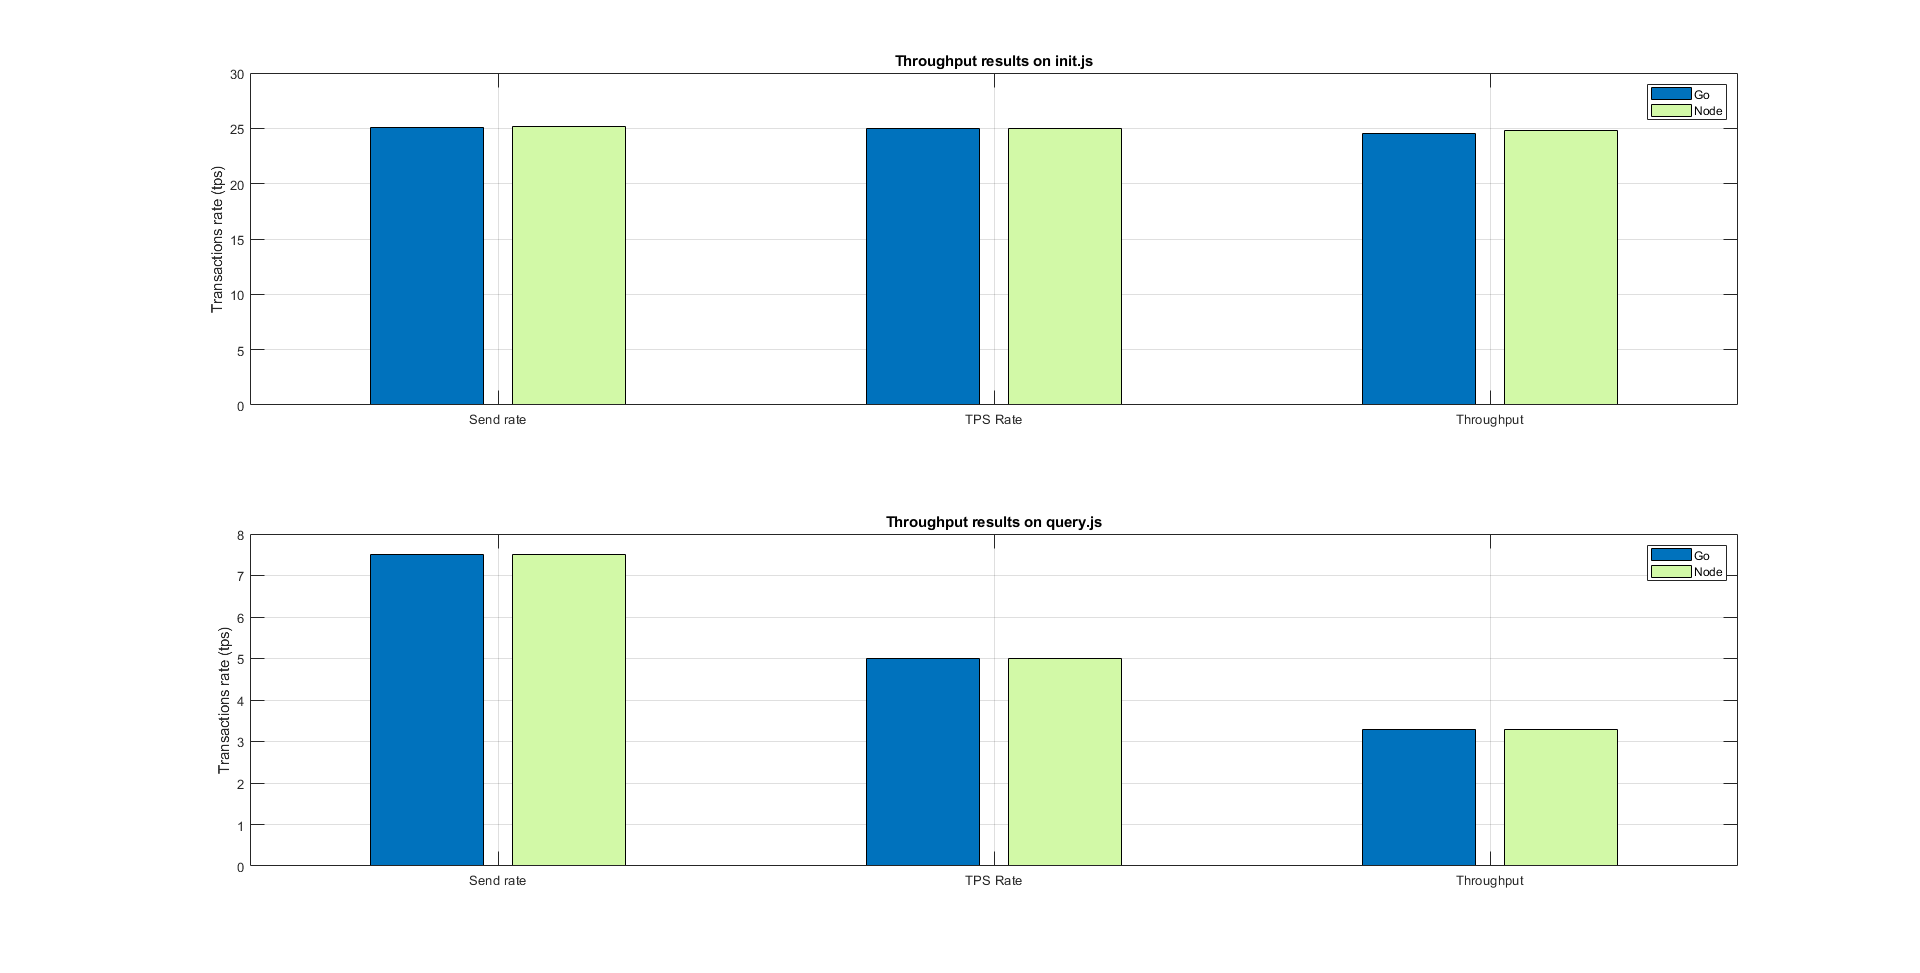 Throughput results on init.js
30
25
20
15
10
5
0
Transactions rate (tps)
Go
Node
Send rate
TPS Rate
Throughput
Throughput results on query.js
8
7
6
5
4
3
2
1
0
Transactions rate (tps)
Go
Node
Send rate
TPS Rate
Throughput